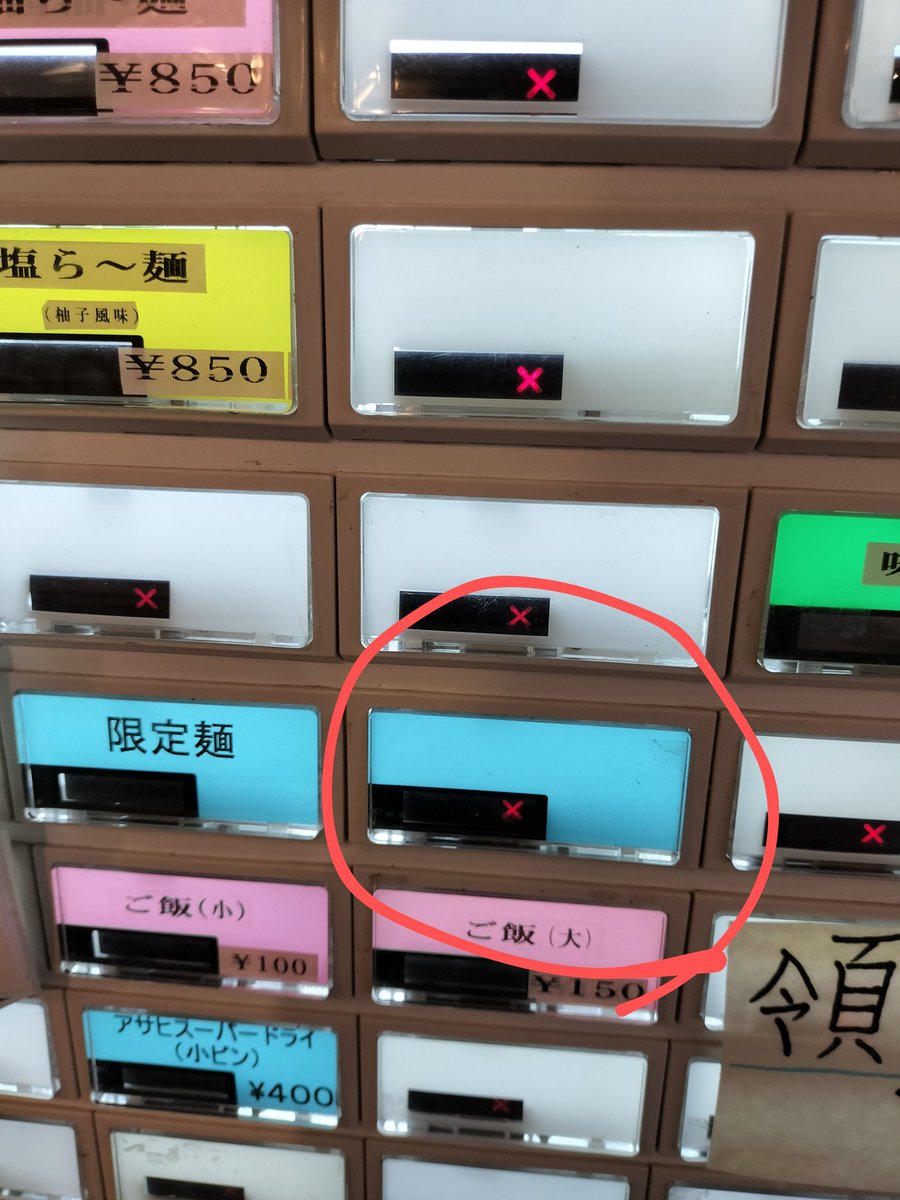 ¥850
塩ら～麺
(柚子風味)
¥850
限定麺
ご飯(小)
¥100
ご飯(大)
¥150
アサヒスーパードライ
(小ビン)
¥400
領